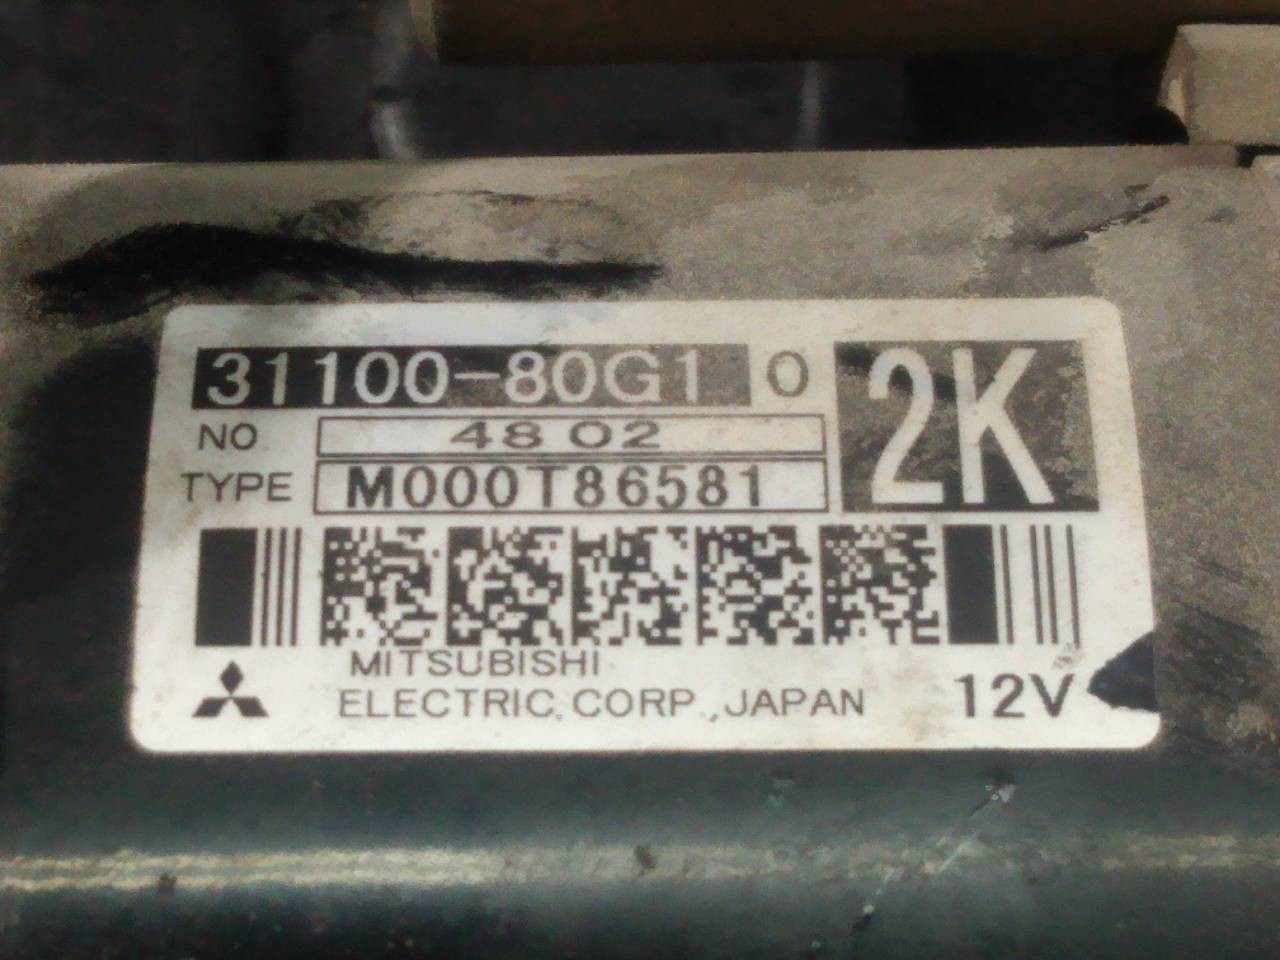 31100-80G1 0
2K
NO 48 02
TYPE M000T86581
MITSUBISHI
ELECTRIC, CORP., JAPAN
12V